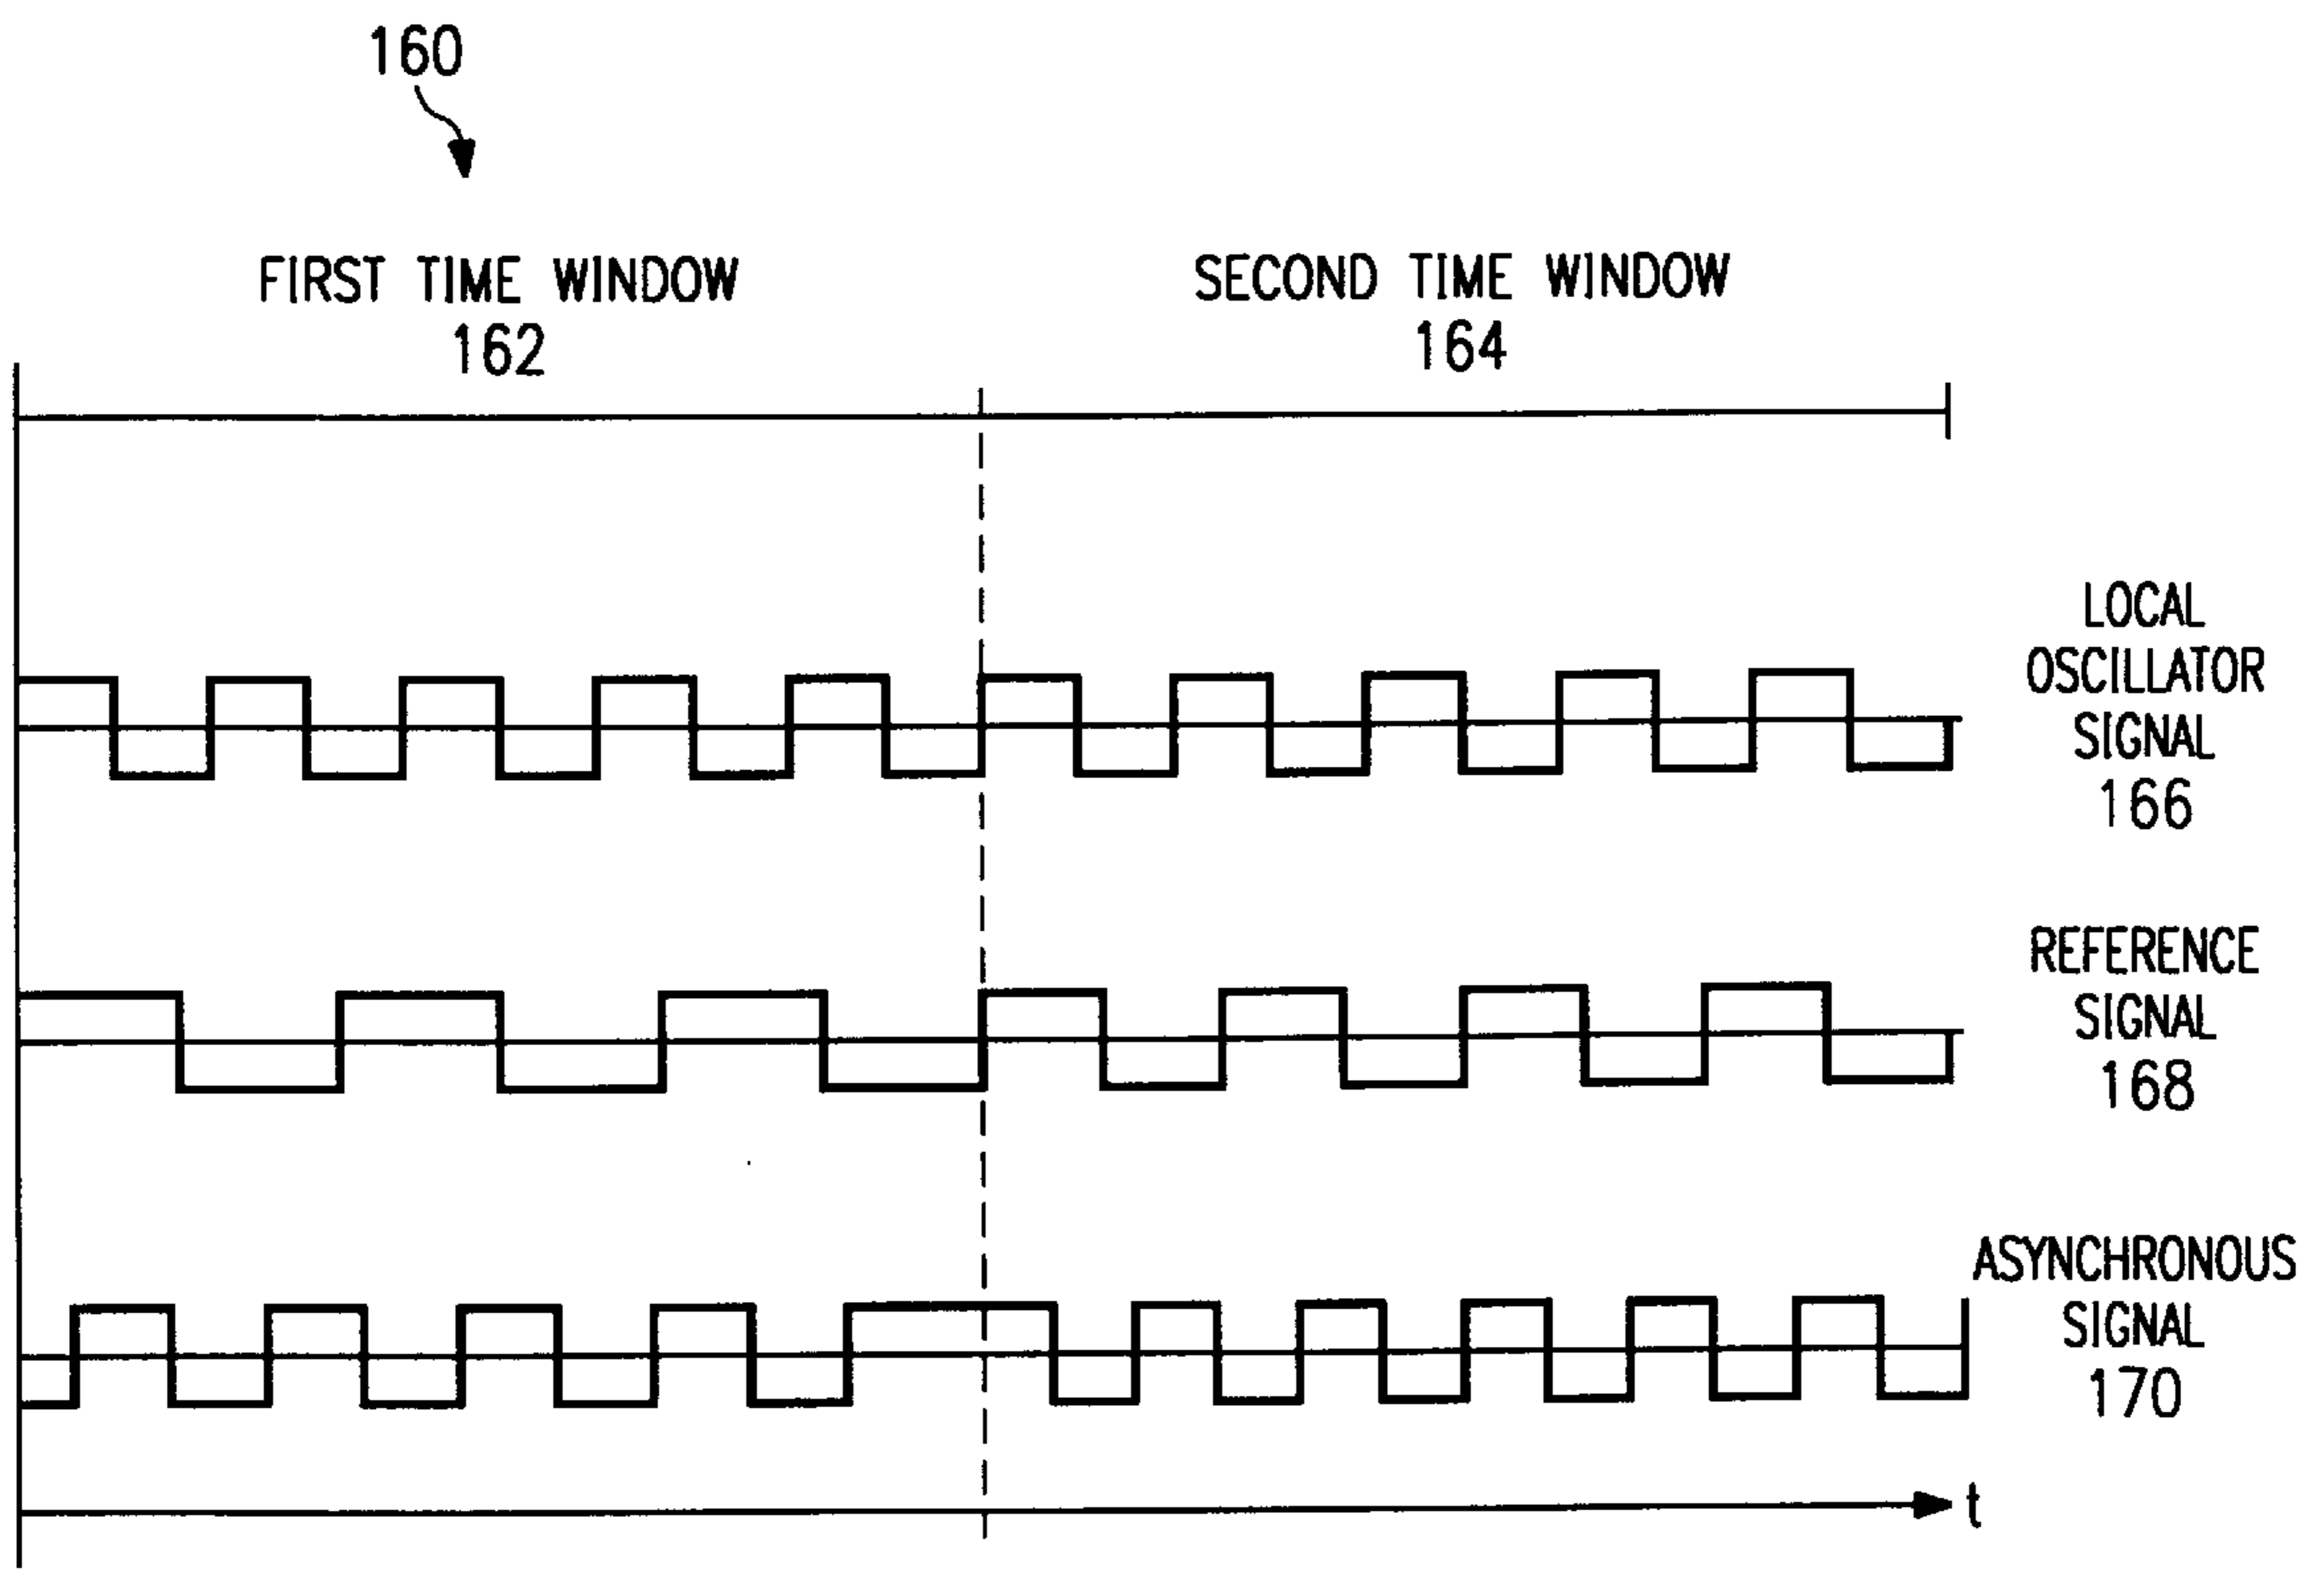 160
FIRST TIME WINDOW
162
SECOND TIME WINDOW
164
LOCAL
OSCILLATOR
SIGNAL
166
REFERENCE
SIGNAL
168
ASYNCHRONOUS
SIGNAL
170
t